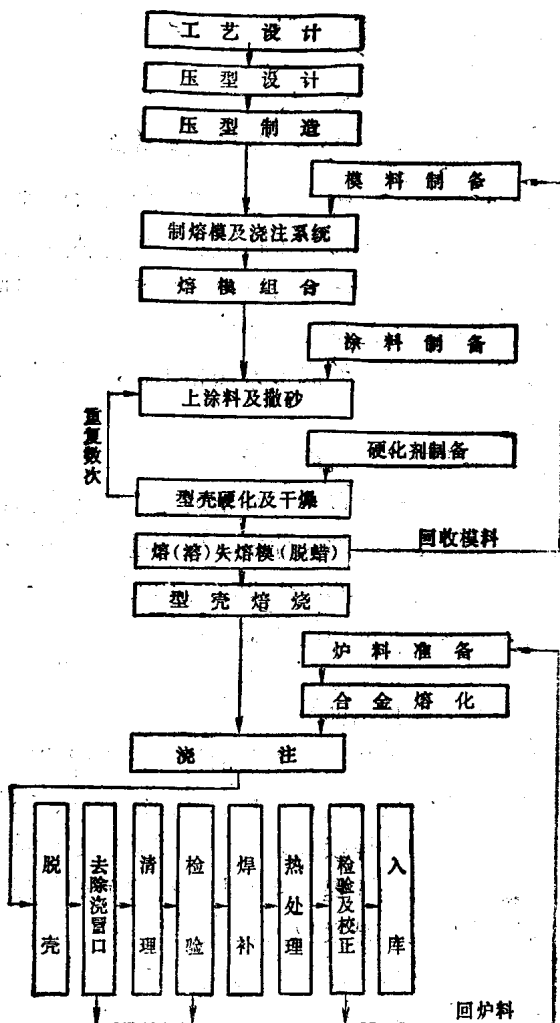 工艺设计
压型设计
压型制造
模料制备
制熔模及浇注系统
熔模组合
涂料制备
上涂料及撒砂
重复数次
硬化剂制备
型壳硬化及干燥
熔(溶)失熔模(脱蜡)
回收模料
型壳焙烧
炉料准备
合金熔化
浇注
脱壳
去除浇冒口
清理
检验
焊补
热处理
检验及校正
入库
回炉料